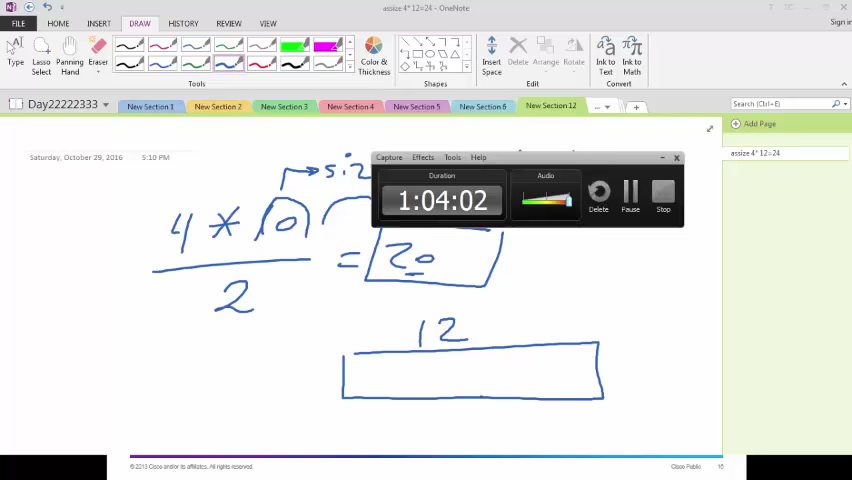 assize 4* 12=24 - OneNote
Sign in
FILE HOME INSERT DRAW HISTORY REVIEW VIEW
Type Lasso Select Panning Hand Eraser Color & Thickness Insert Space Delete Arrange Rotate Ink to Text Ink to Math
Tools Shapes Edit Convert
Day22222333 New Section 1 New Section 2 New Section 3 New Section 4 New Section 5 New Section 6 New Section 12 ... + Search (Ctrl+E)
Add Page
Saturday, October 29, 2016 5:10 PM
assize 4* 12=24
Capture Effects Tools Help
Duration Audio
1:04:02
Delete Pause Stop
siz
4 * 10
= 20
2
12
© 2013 Cisco and/or its affiliates. All rights reserved. Cisco Public 16